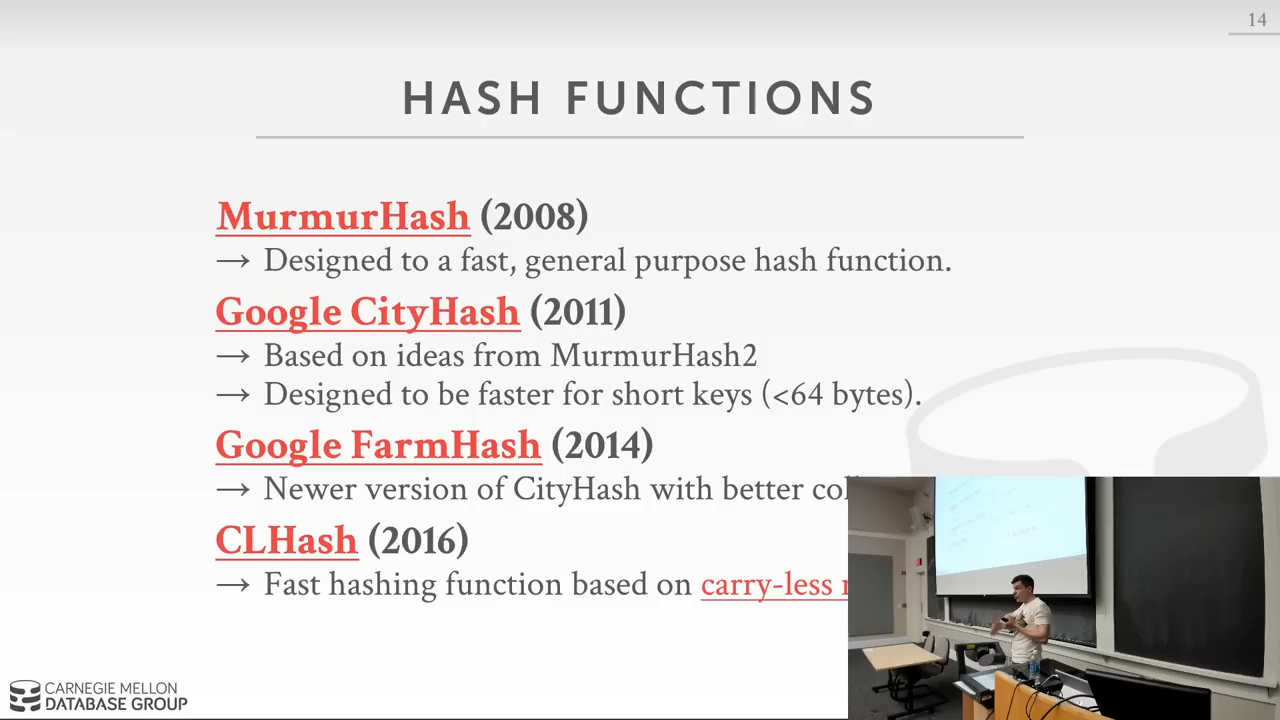 14
HASH FUNCTIONS
MurmurHash (2008)
→ Designed to a fast, general purpose hash function.
Google CityHash (2011)
→ Based on ideas from MurmurHash2
→ Designed to be faster for short keys (<64 bytes).
Google FarmHash (2014)
→ Newer version of CityHash with better
CLHash (2016)
→ Fast hashing function based on carry-less
CARNEGIE MELLON
DATABASE GROUP